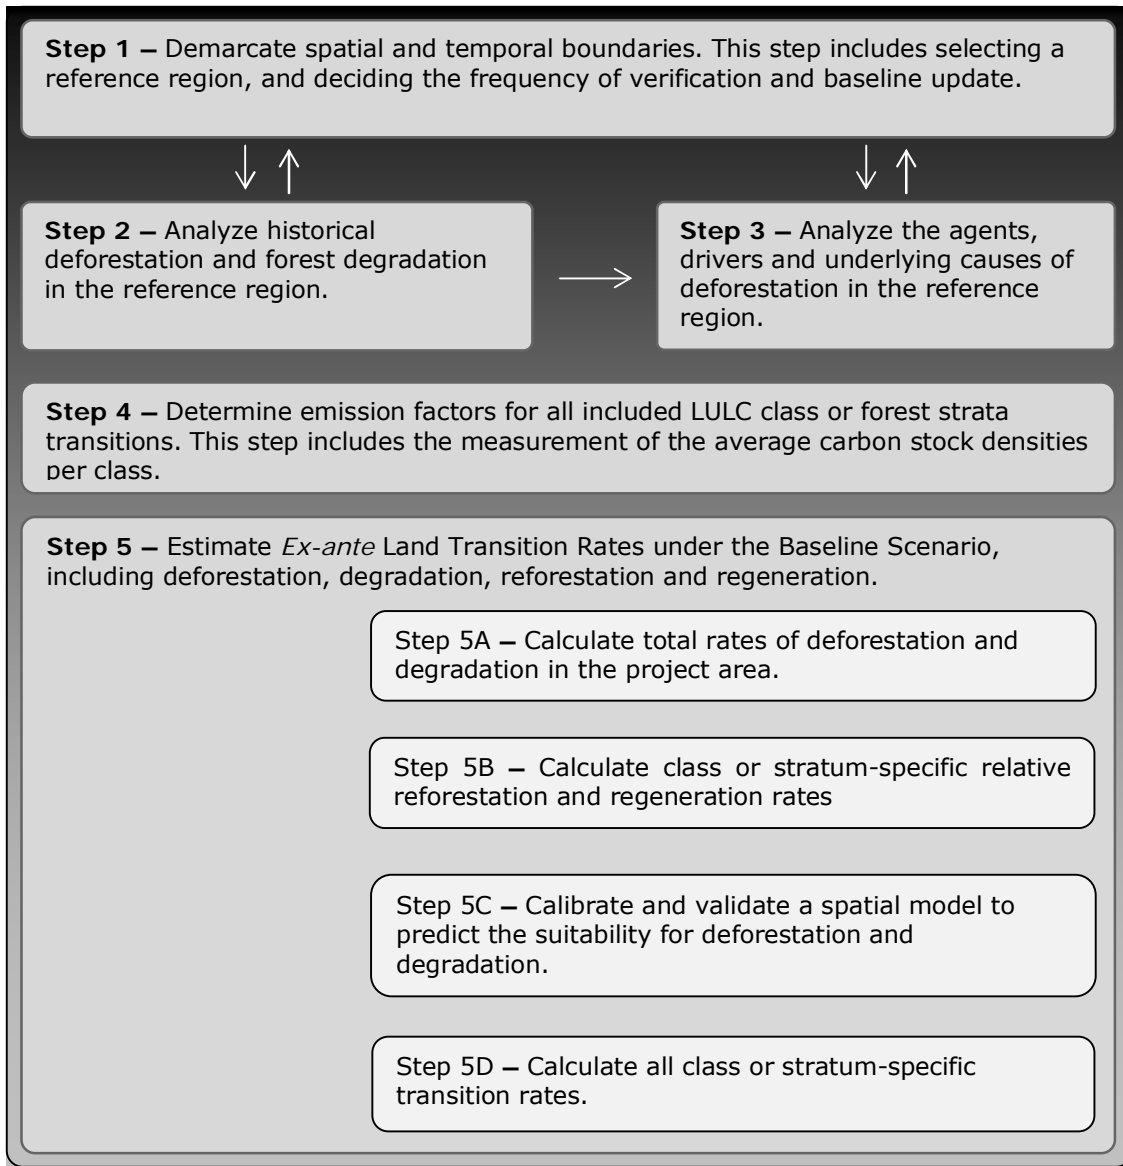 Step 1 – Demarcate spatial and temporal boundaries. This step includes selecting a
reference region, and deciding the frequency of verification and baseline update.
Step 2 – Analyze historical
deforestation and forest degradation
in the reference region.
Step 3 – Analyze the agents,
drivers and underlying causes of
deforestation in the reference
region.
Step 4 – Determine emission factors for all included LULC class or forest strata
transitions. This step includes the measurement of the average carbon stock densities
per class.
Step 5 – Estimate Ex-ante Land Transition Rates under the Baseline Scenario,
including deforestation, degradation, reforestation and regeneration.
Step 5A – Calculate total rates of deforestation and
degradation in the project area.
Step 5B – Calculate class or stratum-specific relative
reforestation and regeneration rates
Step 5C – Calibrate and validate a spatial model to
predict the suitability for deforestation and
degradation.
Step 5D – Calculate all class or stratum-specific
transition rates.